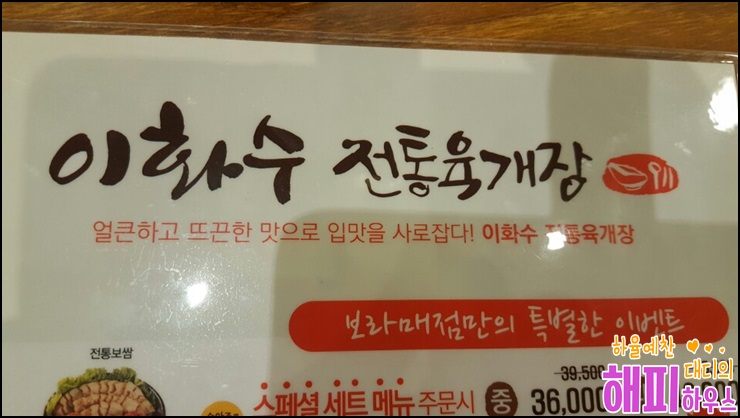 이화수 전통육개장
얼큰하고 뜨끈한 맛으로 입맛을 사로잡다! 이화수 전통육개장
보라매점만의 특별한 이벤트
전통보쌈
스페셜 세트 메뉴 주문시 중 39,500 36,000
하율예찬 대디의
해피하우스